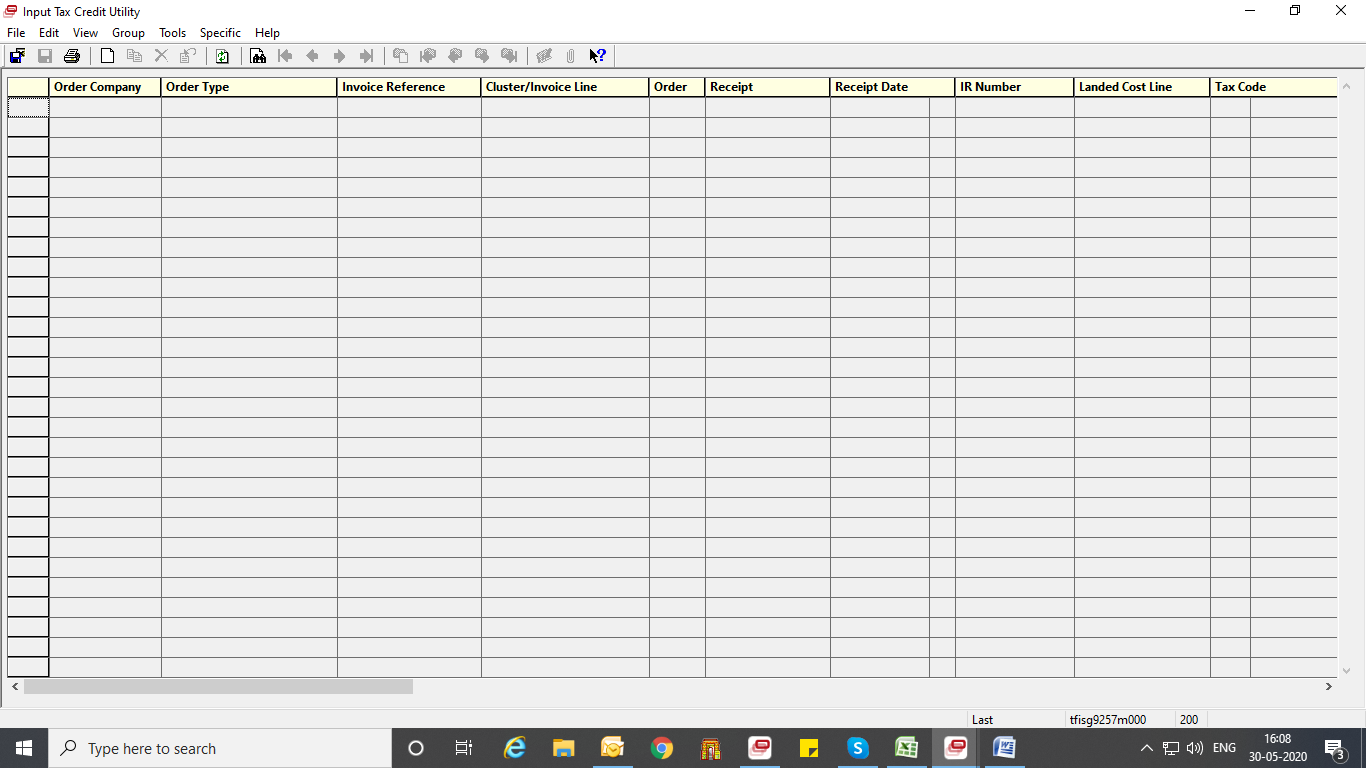 Input Tax Credit Utility
File Edit View Group Tools Specific Help
Order Company Order Type Invoice Reference Cluster/Invoice Line Order Receipt Receipt Date IR Number Landed Cost Line Tax Code
Last tfisg9257m000 200
Type here to search
ENG
16:08
30-05-2020
3